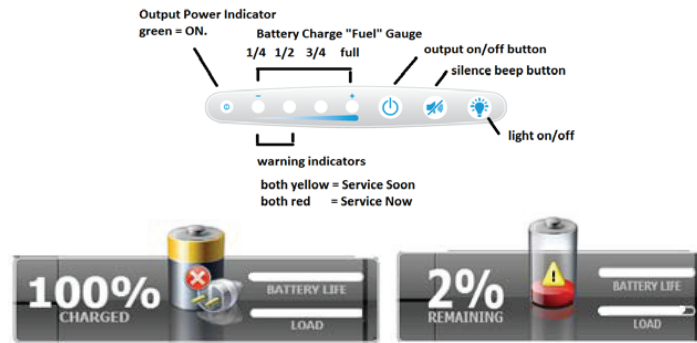 Output Power Indicator
green = ON.
Battery Charge "Fuel" Gauge
1/4 1/2 3/4 full
output on/off button
silence beep button
- +
light on/off
warning indicators
both yellow = Service Soon
both red = Service Now
100%
CHARGED
BATTERY LIFE
LOAD
2%
REMAINING
BATTERY LIFE
LOAD